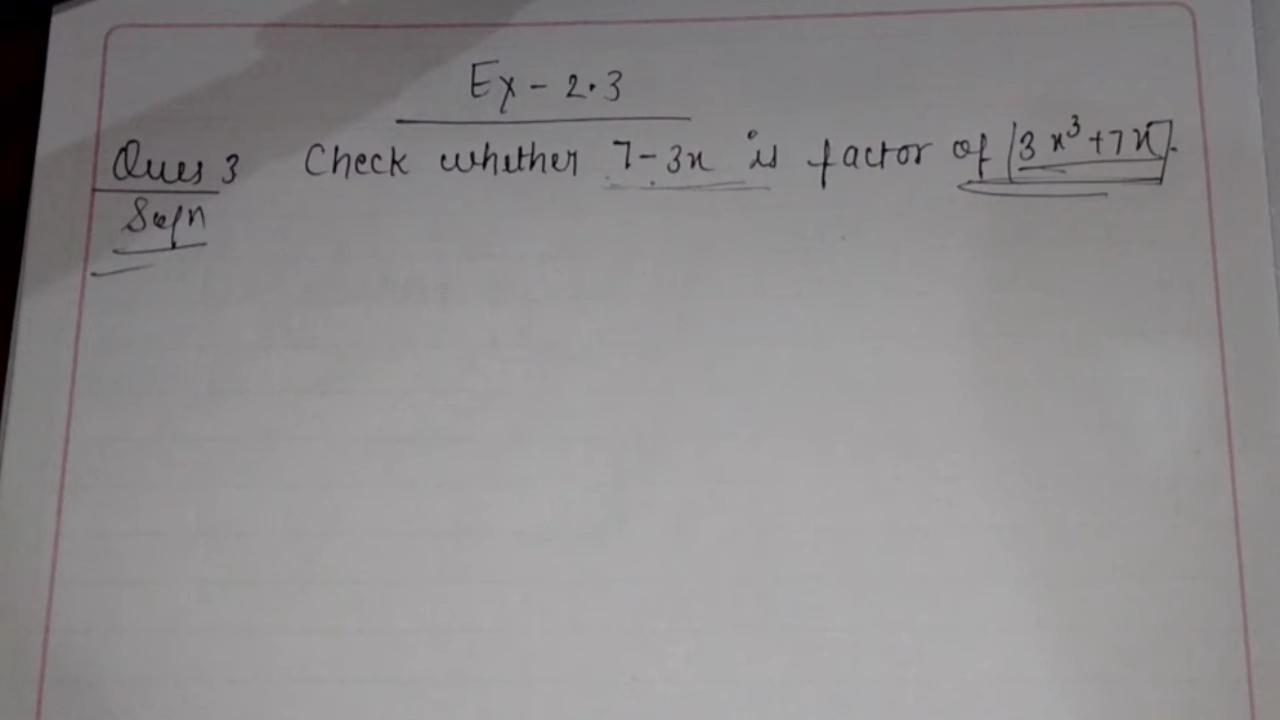 Ex - 2.3
Ques 3 Check whether 7-3x is factor of [3x³+7x].
Soln